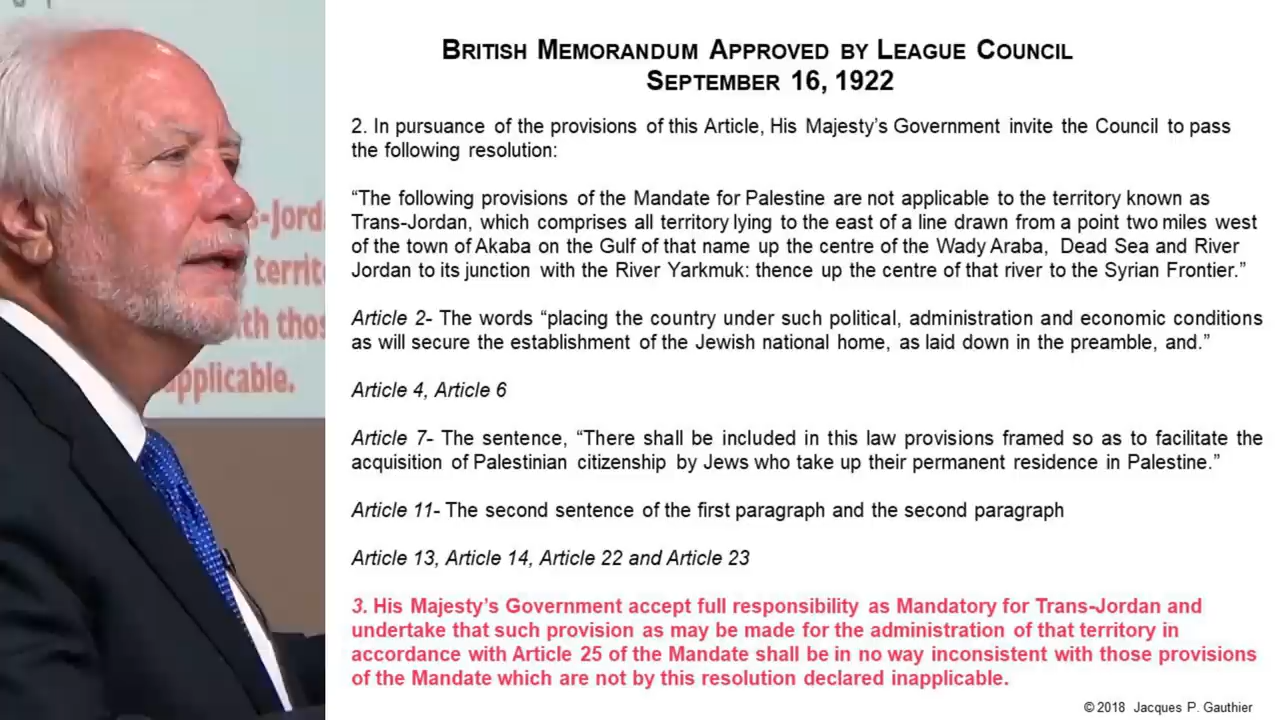 BRITISH MEMORANDUM APPROVED BY LEAGUE COUNCIL
SEPTEMBER 16, 1922
2. In pursuance of the provisions of this Article, His Majesty's Government invite the Council to pass
the following resolution:
“The following provisions of the Mandate for Palestine are not applicable to the territory known as
Trans-Jordan, which comprises all territory lying to the east of a line drawn from a point two miles west
of the town of Akaba on the Gulf of that name up the centre of the Wady Araba, Dead Sea and River
Jordan to its junction with the River Yarkmuk: thence up the centre of that river to the Syrian Frontier.”
Article 2- The words “placing the country under such political, administration and economic conditions
as will secure the establishment of the Jewish national home, as laid down in the preamble, and.”
Article 4, Article 6
Article 7- The sentence, “There shall be included in this law provisions framed so as to facilitate the
acquisition of Palestinian citizenship by Jews who take up their permanent residence in Palestine.”
Article 11- The second sentence of the first paragraph and the second paragraph
Article 13, Article 14, Article 22 and Article 23
3. His Majesty's Government accept full responsibility as Mandatory for Trans-Jordan and
undertake that such provision as may be made for the administration of that territory in
accordance with Article 25 of the Mandate shall be in no way inconsistent with those provisions
of the Mandate which are not by this resolution declared inapplicable.
© 2018 Jacques P. Gauthier